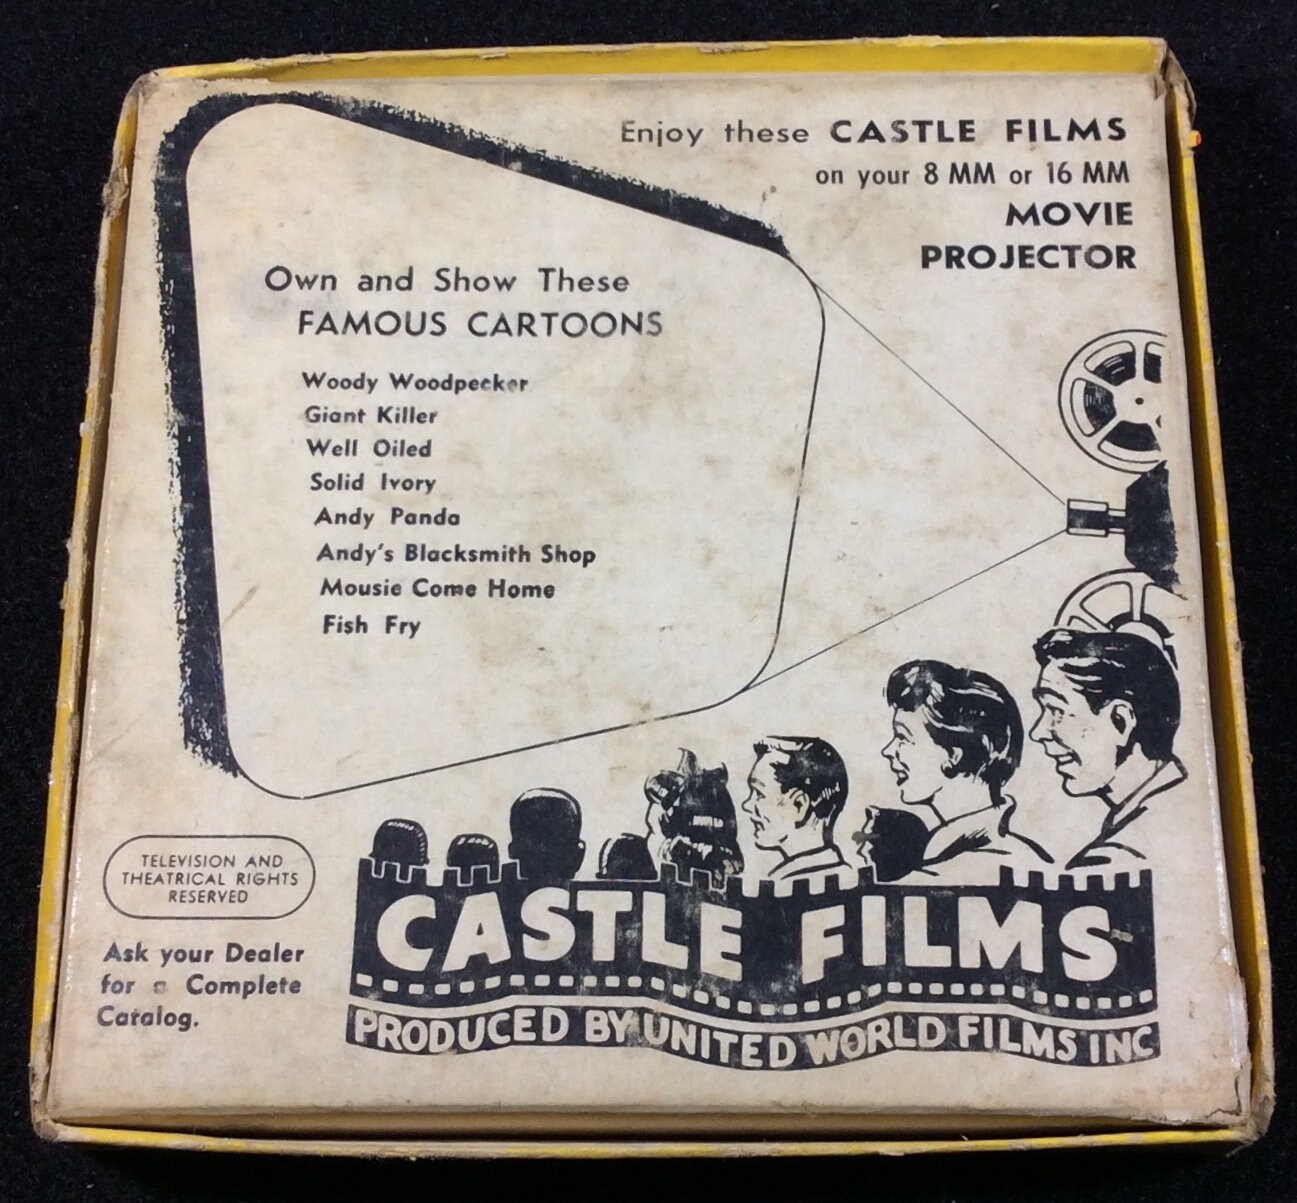 Enjoy these CASTLE FILMS
on your 8 MM or 16 MM
MOVIE
PROJECTOR
Own and Show These
FAMOUS CARTOONS
Woody Woodpecker
Giant Killer
Well Oiled
Solid Ivory
Andy Panda
Andy's Blacksmith Shop
Mousie Come Home
Fish Fry
TELEVISION AND
THEATRICAL RIGHTS
RESERVED
Ask your Dealer
for a Complete
Catalog.
CASTLE FILMS
PRODUCED BY UNITED WORLD FILMS INC